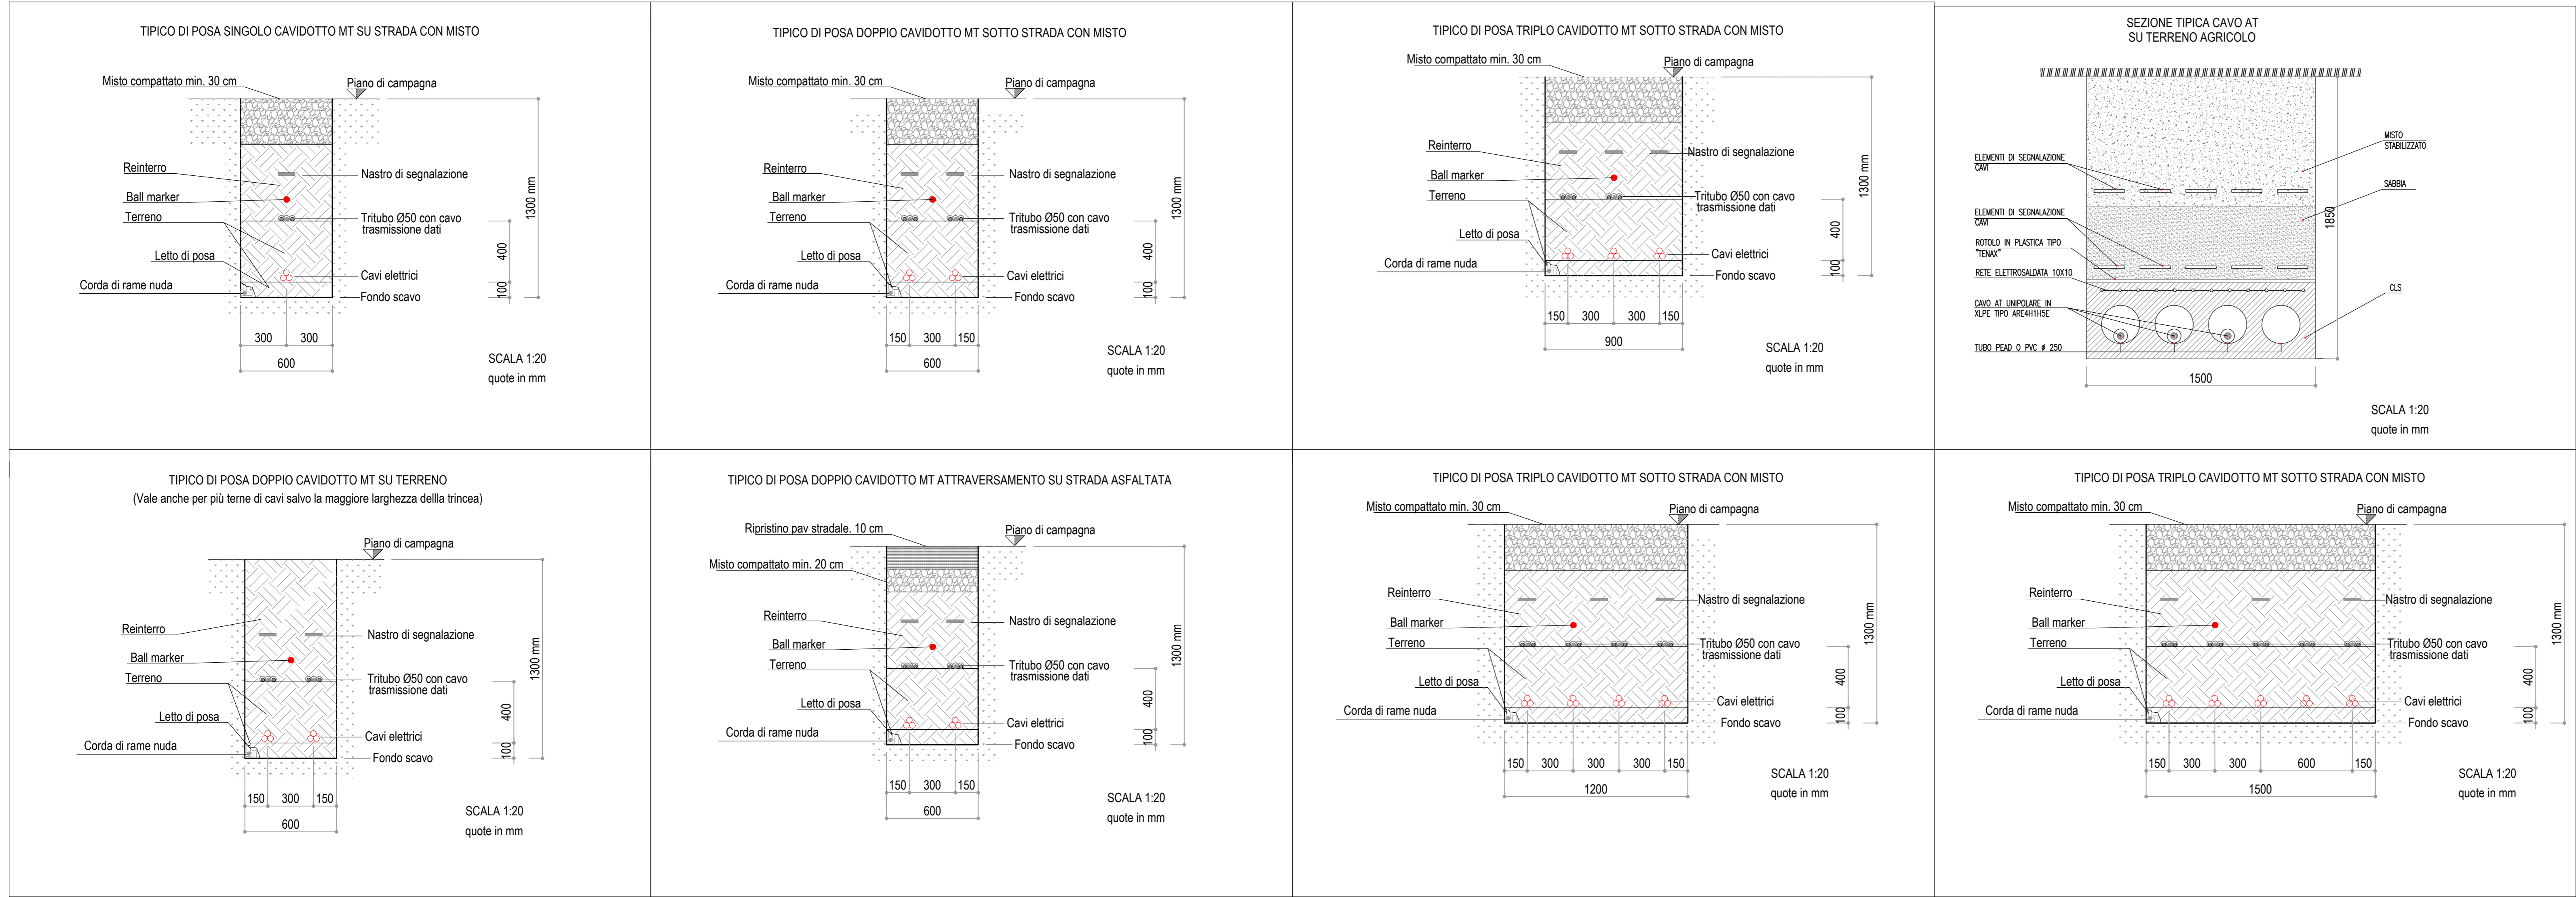 TIPICO DI POSA SINGOLO CAVIDOTTO MT SU STRADA CON MISTO
Misto compattato min. 30 cm
Piano di campagna
Reinterro
Nastro di segnalazione
Ball marker
Terreno
Tritubo Ø50 con cavo
trasmissione dati
Letto di posa
Cavi elettrici
Corda di rame nuda
Fondo scavo
1300 mm
400
100
300 300
600
SCALA 1:20
quote in mm
TIPICO DI POSA DOPPIO CAVIDOTTO MT SOTTO STRADA CON MISTO
Misto compattato min. 30 cm
Piano di campagna
Reinterro
Nastro di segnalazione
Ball marker
Terreno
Tritubo Ø50 con cavo
trasmissione dati
Letto di posa
Cavi elettrici
Corda di rame nuda
Fondo scavo
1300 mm
400
100
150 300 150
600
SCALA 1:20
quote in mm
TIPICO DI POSA TRIPLO CAVIDOTTO MT SOTTO STRADA CON MISTO
Misto compattato min. 30 cm
Piano di campagna
Reinterro
Nastro di segnalazione
Ball marker
Terreno
Tritubo Ø50 con cavo
trasmissione dati
Letto di posa
Cavi elettrici
Corda di rame nuda
Fondo scavo
1300 mm
400
100
150 300 300 150
900
SCALA 1:20
quote in mm
SEZIONE TIPICA CAVO AT
SU TERRENO AGRICOLO
MISTO
STABILIZZATO
ELEMENTI DI SEGNALAZIONE
CAVI
SABBIA
ELEMENTI DI SEGNALAZIONE
CAVI
ROTOLO IN PLASTICA TIPO
"TENAX"
RETE ELETTROSALDATA 10X10
CLS
CAVO AT UNIPOLARE IN
XLPE TIPO ARE4H1H5E
TUBO PEAD O PVC ø 250
1850
1500
SCALA 1:20
quote in mm
TIPICO DI POSA DOPPIO CAVIDOTTO MT SU TERRENO
(Vale anche per più terne di cavi salvo la maggiore larghezza dellla trincea)
Piano di campagna
Reinterro
Nastro di segnalazione
Ball marker
Terreno
Tritubo Ø50 con cavo
trasmissione dati
Letto di posa
Cavi elettrici
Corda di rame nuda
Fondo scavo
1300 mm
400
100
150 300 150
600
SCALA 1:20
quote in mm
TIPICO DI POSA DOPPIO CAVIDOTTO MT ATTRAVERSAMENTO SU STRADA ASFALTATA
Ripristino pav stradale. 10 cm
Piano di campagna
Misto compattato min. 20 cm
Reinterro
Nastro di segnalazione
Ball marker
Terreno
Tritubo Ø50 con cavo
trasmissione dati
Letto di posa
Cavi elettrici
Corda di rame nuda
Fondo scavo
1300 mm
400
100
150 300 150
600
SCALA 1:20
quote in mm
TIPICO DI POSA TRIPLO CAVIDOTTO MT SOTTO STRADA CON MISTO
Misto compattato min. 30 cm
Piano di campagna
Reinterro
Nastro di segnalazione
Ball marker
Terreno
Tritubo Ø50 con cavo
trasmissione dati
Letto di posa
Cavi elettrici
Corda di rame nuda
Fondo scavo
1300 mm
400
100
150 300 300 300 150
1200
SCALA 1:20
quote in mm
TIPICO DI POSA TRIPLO CAVIDOTTO MT SOTTO STRADA CON MISTO
Misto compattato min. 30 cm
Piano di campagna
Reinterro
Nastro di segnalazione
Ball marker
Terreno
Tritubo Ø50 con cavo
trasmissione dati
Letto di posa
Cavi elettrici
Corda di rame nuda
Fondo scavo
1300 mm
400
100
150 300 300 600 150
1500
SCALA 1:20
quote in mm